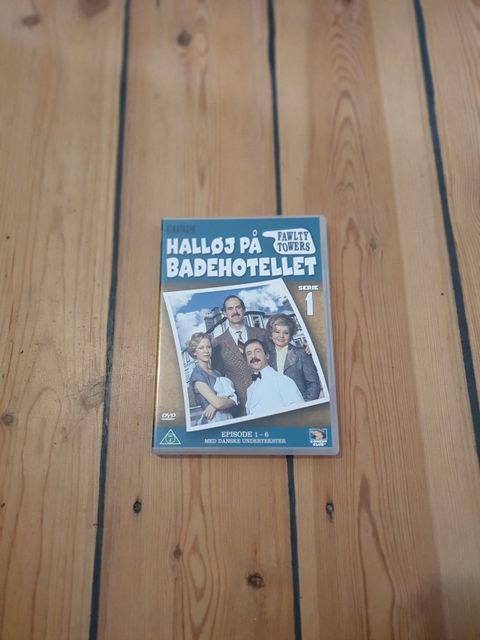 BBC
HALLØJ PÅ
FAWLTY
TOWERS
BADEHOTELLET
SERIE
1
DVD
EPISODE 1-6
MED DANSKE UNDERTEKSTER